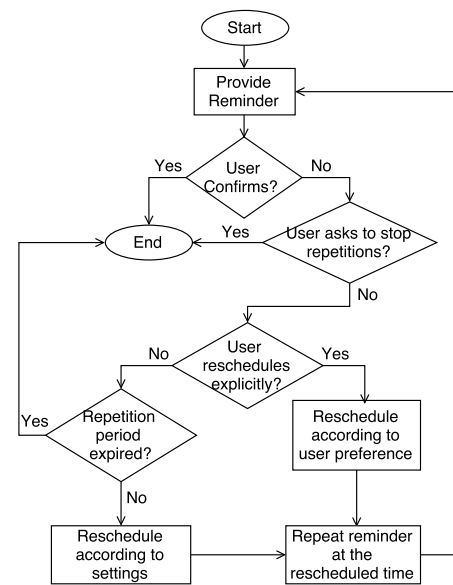 Start
Provide
Reminder
Yes
User
Confirms?
No
End
Yes
User asks to stop
repetitions?
No
No
User
reschedules
explicitly?
Yes
Yes
Repetition
period
expired?
Reschedule
according to
user preference
No
Reschedule
according to
settings
Repeat reminder
at the
rescheduled time